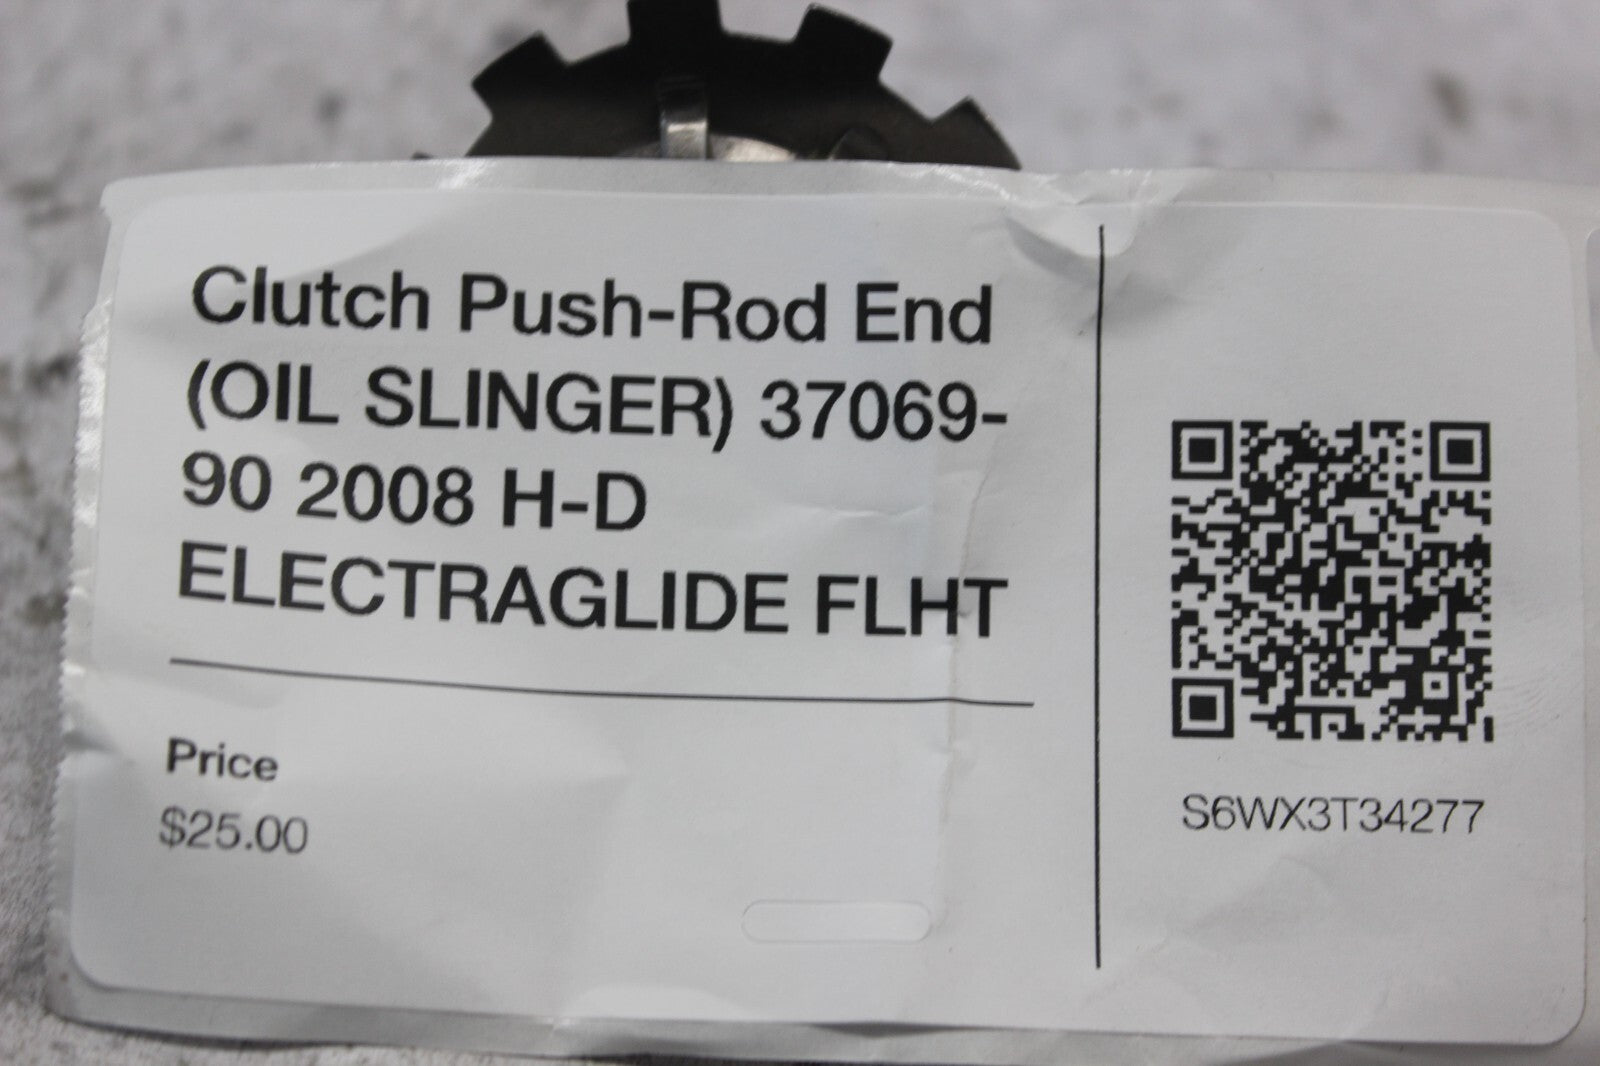 Clutch Push-Rod End
(OIL SLINGER) 37069-
90 2008 H-D
ELECTRAGLIDE FLHT
Price
$25.00
S6WX3T34277